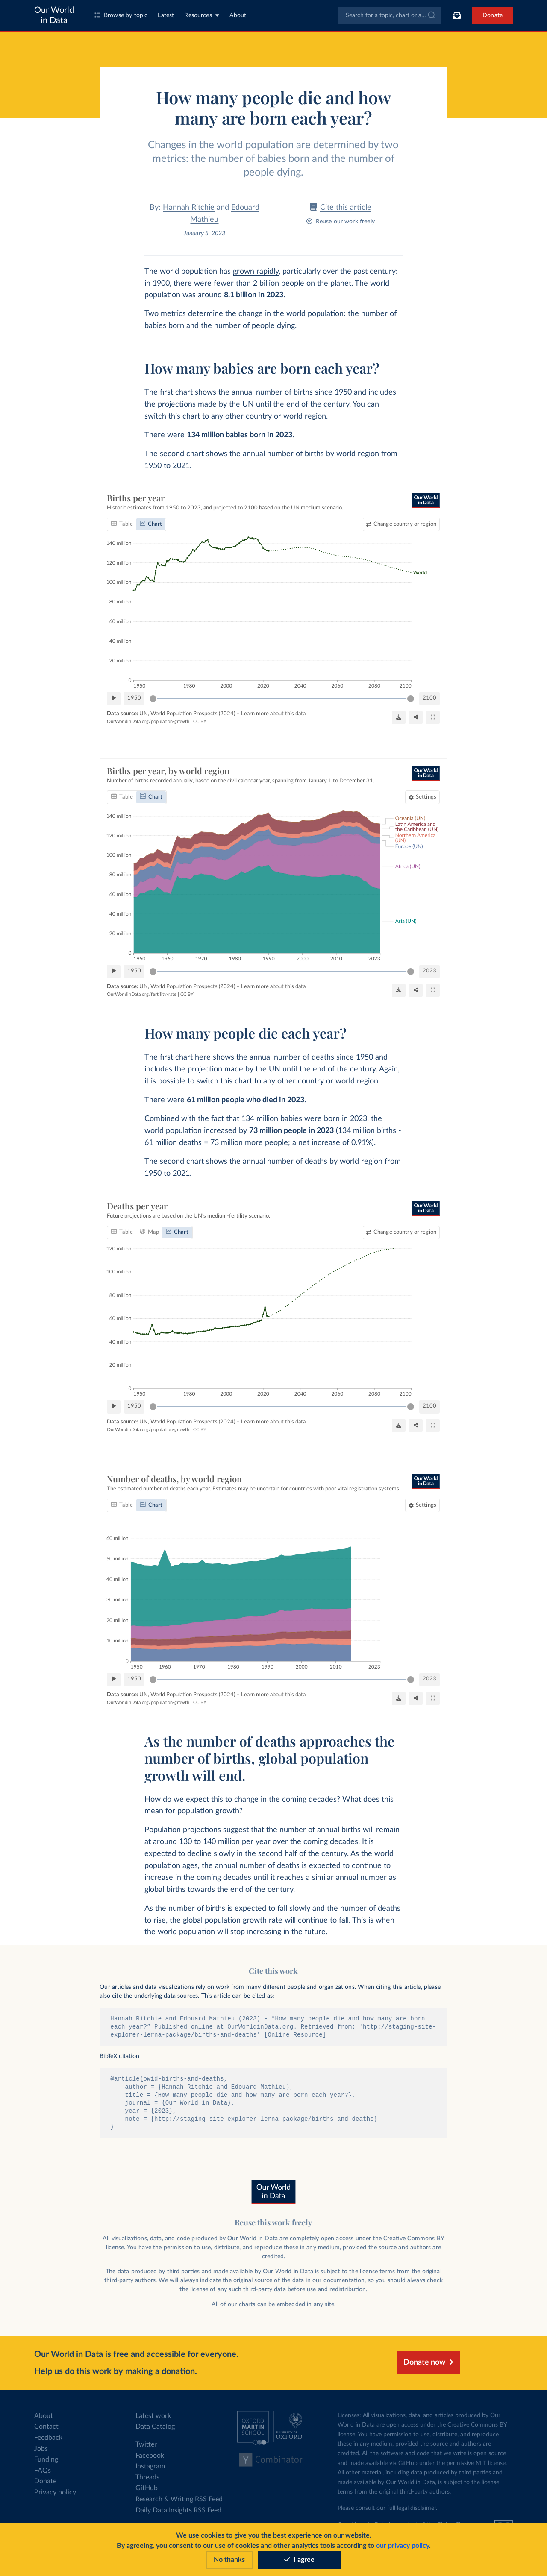 Our World
in Data
Browse by topic
Latest
Resources
About
Search for a topic, chart or a...
Donate
How many people die and how
many are born each year?
Changes in the world population are determined by two
metrics: the number of babies born and the number of
people dying.
By: Hannah Ritchie and Edouard
Mathieu
January 5, 2023
Cite this article
Reuse our work freely
The world population has grown rapidly, particularly over the past century:
in 1900, there were fewer than 2 billion people on the planet. The world
population was around 8.1 billion in 2023.
Two metrics determine the change in the world population: the number of
babies born and the number of people dying.
How many babies are born each year?
The first chart shows the annual number of births since 1950 and includes
the projections made by the UN until the end of the century. You can
switch this chart to any other country or world region.
There were 134 million babies born in 2023.
The second chart shows the annual number of births by world region from
1950 to 2021.
Births per year
Historic estimates from 1950 to 2023, and projected to 2100 based on the UN medium scenario.
Our World
in Data
Table
Chart
Change country or region
140 million
120 million
100 million
80 million
60 million
40 million
20 million
0
World
1950 1980 2000 2020 2040 2060 2080 2100
1950
2100
Data source: UN, World Population Prospects (2024) – Learn more about this data
OurWorldinData.org/population-growth | CC BY
Births per year, by world region
Number of births recorded annually, based on the civil calendar year, spanning from January 1 to December 31.
Our World
in Data
Table
Chart
Settings
140 million
120 million
100 million
80 million
60 million
40 million
20 million
0
Oceania (UN)
Latin America and
the Caribbean (UN)
Northern America
(UN)
Europe (UN)
Africa (UN)
Asia (UN)
1950 1960 1970 1980 1990 2000 2010 2023
1950
2023
Data source: UN, World Population Prospects (2024) – Learn more about this data
OurWorldinData.org/fertility-rate | CC BY
How many people die each year?
The first chart here shows the annual number of deaths since 1950 and
includes the projection made by the UN until the end of the century. Again,
it is possible to switch this chart to any other country or world region.
There were 61 million people who died in 2023.
Combined with the fact that 134 million babies were born in 2023, the
world population increased by 73 million people in 2023 (134 million births -
61 million deaths = 73 million more people; a net increase of 0.91%).
The second chart shows the annual number of deaths by world region from
1950 to 2021.
Deaths per year
Future projections are based on the UN's medium-fertility scenario.
Our World
in Data
Table
Map
Chart
Change country or region
120 million
100 million
80 million
60 million
40 million
20 million
0
1950 1980 2000 2020 2040 2060 2080 2100
1950
2100
Data source: UN, World Population Prospects (2024) – Learn more about this data
OurWorldinData.org/population-growth | CC BY
Number of deaths, by world region
The estimated number of deaths each year. Estimates may be uncertain for countries with poor vital registration systems.
Our World
in Data
Table
Chart
Settings
60 million
50 million
40 million
30 million
20 million
10 million
0
1950 1960 1970 1980 1990 2000 2010 2023
1950
2023
Data source: UN, World Population Prospects (2024) – Learn more about this data
OurWorldinData.org/population-growth | CC BY
As the number of deaths approaches the
number of births, global population
growth will end.
How do we expect this to change in the coming decades? What does this
mean for population growth?
Population projections suggest that the number of annual births will remain
at around 130 to 140 million per year over the coming decades. It is
expected to decline slowly in the second half of the century. As the world
population ages, the annual number of deaths is expected to continue to
increase in the coming decades until it reaches a similar annual number as
global births towards the end of the century.
As the number of births is expected to fall slowly and the number of deaths
to rise, the global population growth rate will continue to fall. This is when
the world population will stop increasing in the future.
Cite this work
Our articles and data visualizations rely on work from many different people and organizations. When citing this article, please
also cite the underlying data sources. This article can be cited as:
Hannah Ritchie and Edouard Mathieu (2023) - “How many people die and how many are born
each year?” Published online at OurWorldinData.org. Retrieved from: 'http://staging-site-
explorer-lerna-package/births-and-deaths' [Online Resource]
BibTeX citation
@article{owid-births-and-deaths,
author = {Hannah Ritchie and Edouard Mathieu},
title = {How many people die and how many are born each year?},
journal = {Our World in Data},
year = {2023},
note = {http://staging-site-explorer-lerna-package/births-and-deaths}
}
Our World
in Data
Reuse this work freely
All visualizations, data, and code produced by Our World in Data are completely open access under the Creative Commons BY
license. You have the permission to use, distribute, and reproduce these in any medium, provided the source and authors are
credited.
The data produced by third parties and made available by Our World in Data is subject to the license terms from the original
third-party authors. We will always indicate the original source of the data in our documentation, so you should always check
the license of any such third-party data before use and redistribution.
All of our charts can be embedded in any site.
Our World in Data is free and accessible for everyone.
Help us do this work by making a donation.
Donate now
About
Contact
Feedback
Jobs
Funding
FAQs
Donate
Privacy policy
Latest work
Data Catalog
Twitter
Facebook
Instagram
Threads
GitHub
Research & Writing RSS Feed
Daily Data Insights RSS Feed
OXFORD
MARTIN
SCHOOL
UNIVERSITY OF
OXFORD
Y Combinator
Licenses: All visualizations, data, and articles produced by Our
World in Data are open access under the Creative Commons BY
license. You have permission to use, distribute, and reproduce
these in any medium, provided the source and authors are
credited. All the software and code that we write is open source
and made available via GitHub under the permissive MIT license.
All other material, including data produced by third parties and
made available by Our World in Data, is subject to the license
terms from the original third-party authors.
Please consult our full legal disclaimer.
We use cookies to give you the best experience on our website.
By agreeing, you consent to our use of cookies and other analytics tools according to our privacy policy.
No thanks
I agree